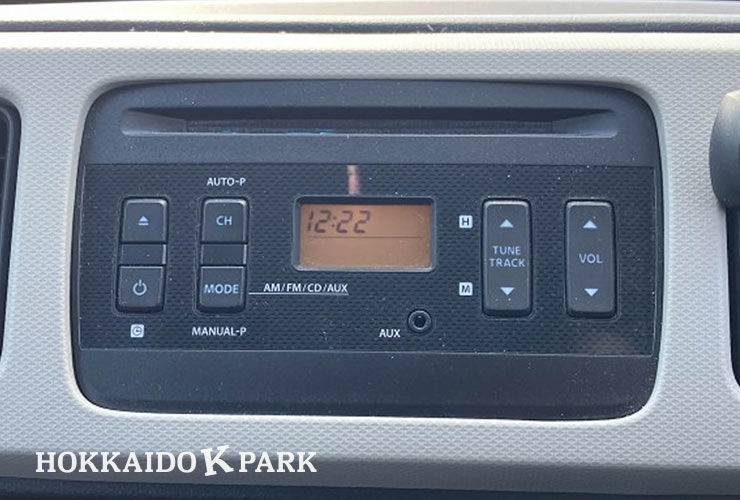 AUTO-P
CH
12:22
H
TUNE
TRACK
VOL
MODE
AM/FM/CD/AUX
M
C
MANUAL-P
AUX
HOKKAIDO K PARK